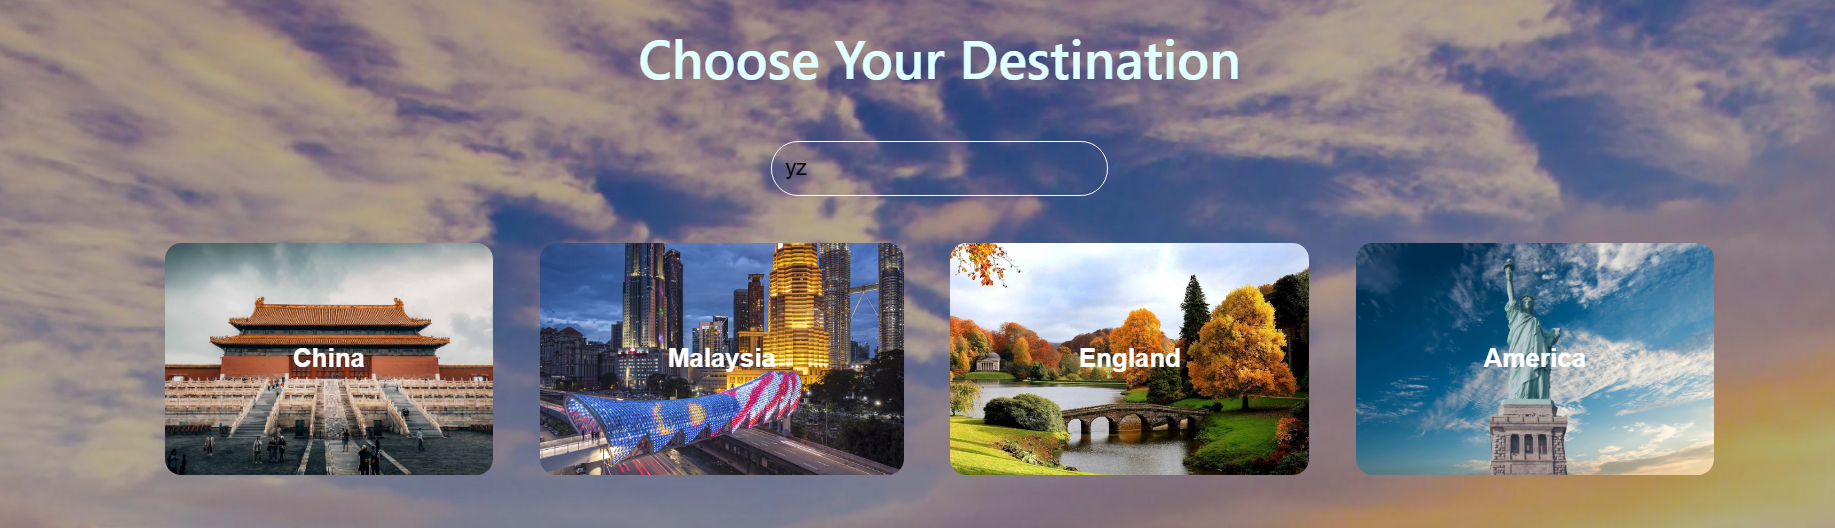 Choose Your Destination
yz
China
Malaysia
England
America